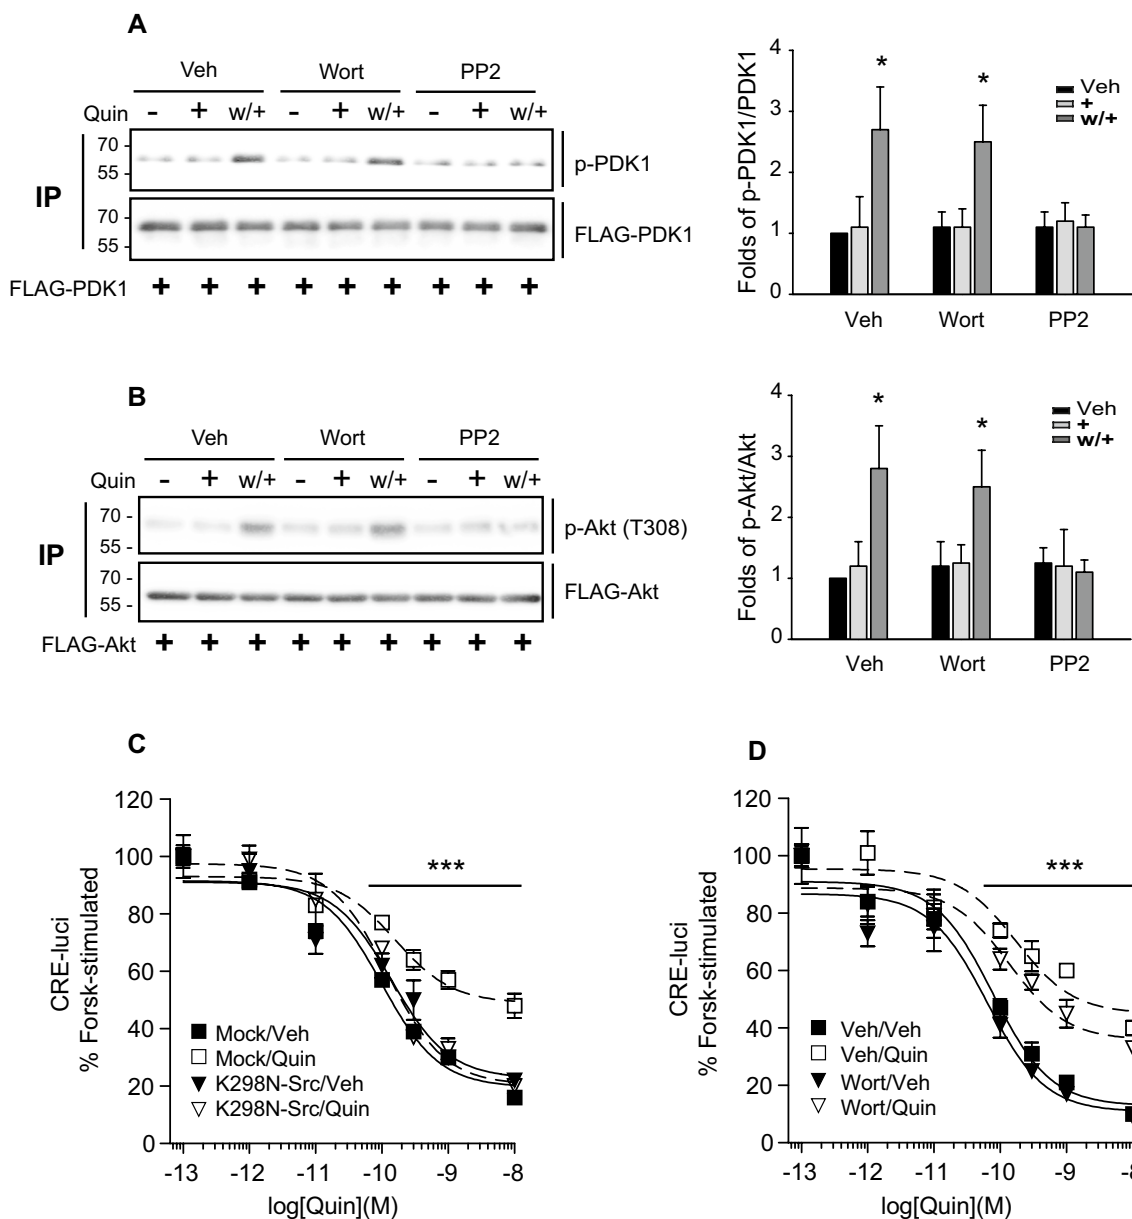 A
Veh Wort PP2
Quin - + w/+ - + w/+ - + w/+
IP
70 -
55 -
p-PDK1
70 -
55 -
FLAG-PDK1
FLAG-PDK1 + + + + + + + + +
Folds of p-PDK1/PDK1
4
3
2
1
0
* *
Veh
+
w/+
Veh Wort PP2
B
Veh Wort PP2
Quin - + w/+ - + w/+ - + w/+
IP
70 -
55 -
p-Akt (T308)
70 -
55 -
FLAG-Akt
FLAG-Akt + + + + + + + + +
Folds of p-Akt/Akt
4
3
2
1
0
* *
Veh
+
w/+
Veh Wort PP2
C
CRE-luci
% Forsk-stimulated
120
100
80
60
40
20
0
***
Mock/Veh
Mock/Quin
K298N-Src/Veh
K298N-Src/Quin
-13 -12 -11 -10 -9 -8
log[Quin](M)
D
CRE-luci
% Forsk-stimulated
120
100
80
60
40
20
0
***
Veh/Veh
Veh/Quin
Wort/Veh
Wort/Quin
-13 -12 -11 -10 -9 -8
log[Quin](M)